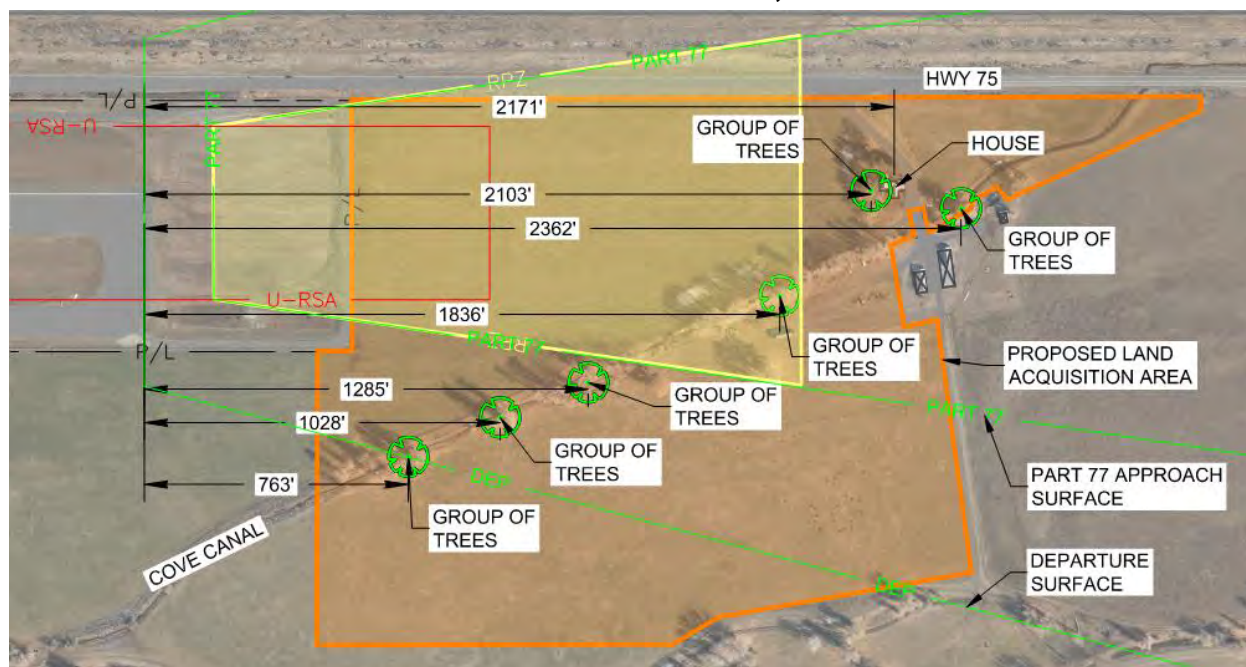 HWY 75
P/L
RPZ
PART 77
2171'
U-RSA
PART 77
GROUP OF
TREES
HOUSE
2103'
P/L
2362'
GROUP OF
TREES
U-RSA
1836'
PART 77
GROUP OF
TREES
P/L
PROPOSED LAND
ACQUISITION AREA
1285'
GROUP OF
TREES
PART 77
1028'
GROUP OF
TREES
PART 77 APPROACH
SURFACE
DEP
763'
GROUP OF
TREES
COVE CANAL
DEP
DEPARTURE
SURFACE